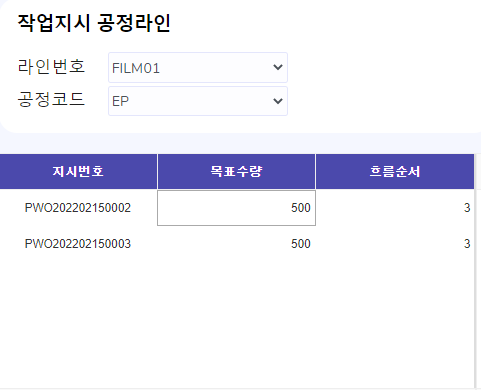 작업지시 공정라인
라인번호 FILM01
공정코드 EP
지시번호 목표수량 흐름순서
PWO202202150002 500 3
PWO202202150003 500 3